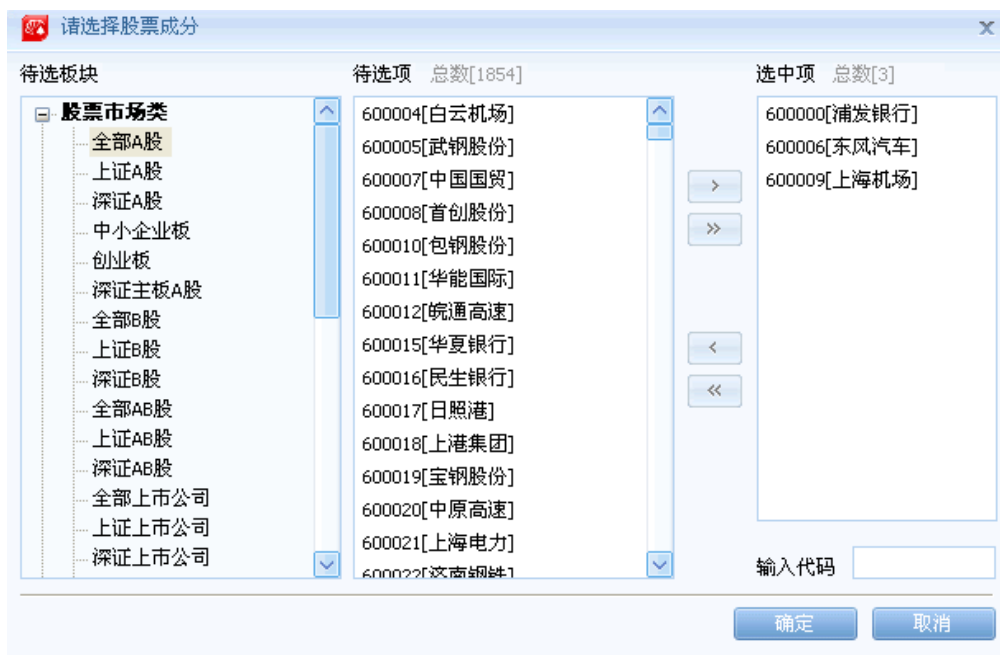 请选择股票成分
待选板块
股票市场类
全部A股
上证A股
深证A股
中小企业板
创业板
深证主板A股
全部B股
上证B股
深证B股
全部AB股
上证AB股
深证AB股
全部上市公司
上证上市公司
深证上市公司
待选项 总数[1854]
600004[白云机场]
600005[武钢股份]
600007[中国国贸]
600008[首创股份]
600010[包钢股份]
600011[华能国际]
600012[皖通高速]
600015[华夏银行]
600016[民生银行]
600017[日照港]
600018[上港集团]
600019[宝钢股份]
600020[中原高速]
600021[上海电力]
600022[济南钢铁]
>
>>
<
<<
选中项 总数[3]
600000[浦发银行]
600006[东风汽车]
600009[上海机场]
输入代码
确定 取消